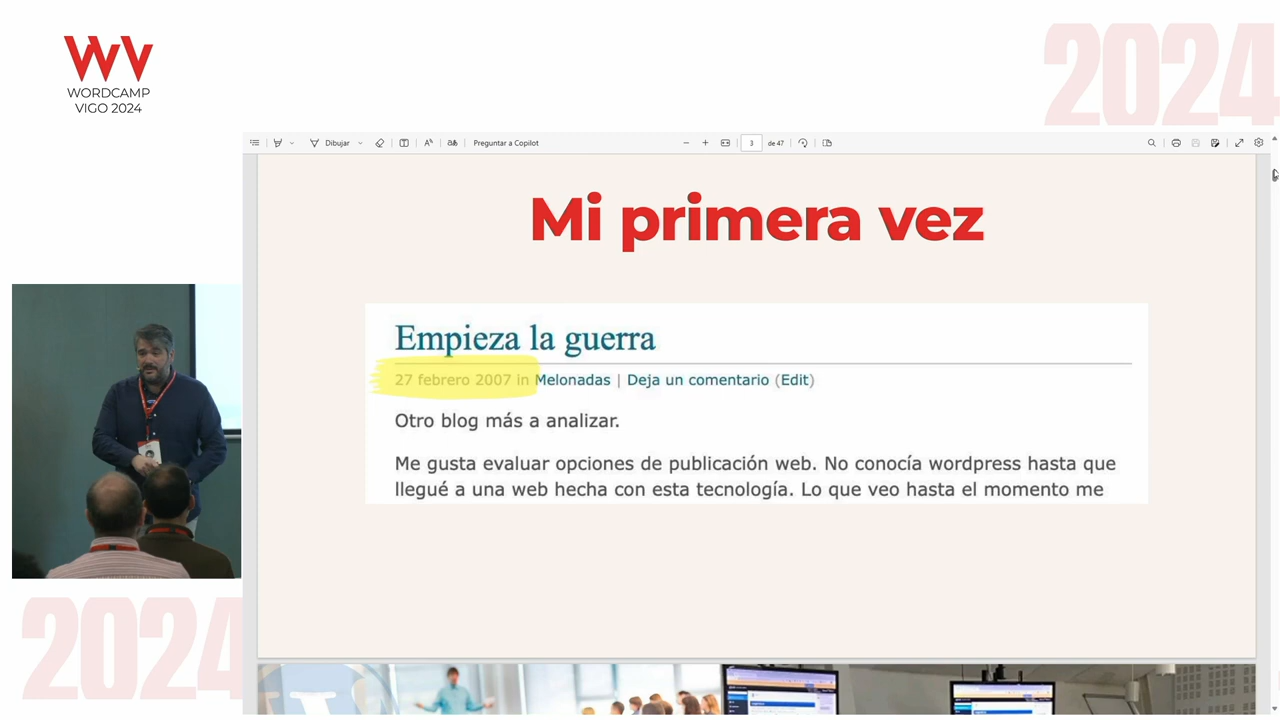 WORDCAMP
VIGO 2024
2024
Dibujar
Preguntar a Copilot
3 de 47
Mi primera vez
Empieza la guerra
27 febrero 2007 in Melonadas | Deja un comentario (Edit)
Otro blog más a analizar.
Me gusta evaluar opciones de publicación web. No conocía wordpress hasta que
llegué a una web hecha con esta tecnología. Lo que veo hasta el momento me
2024